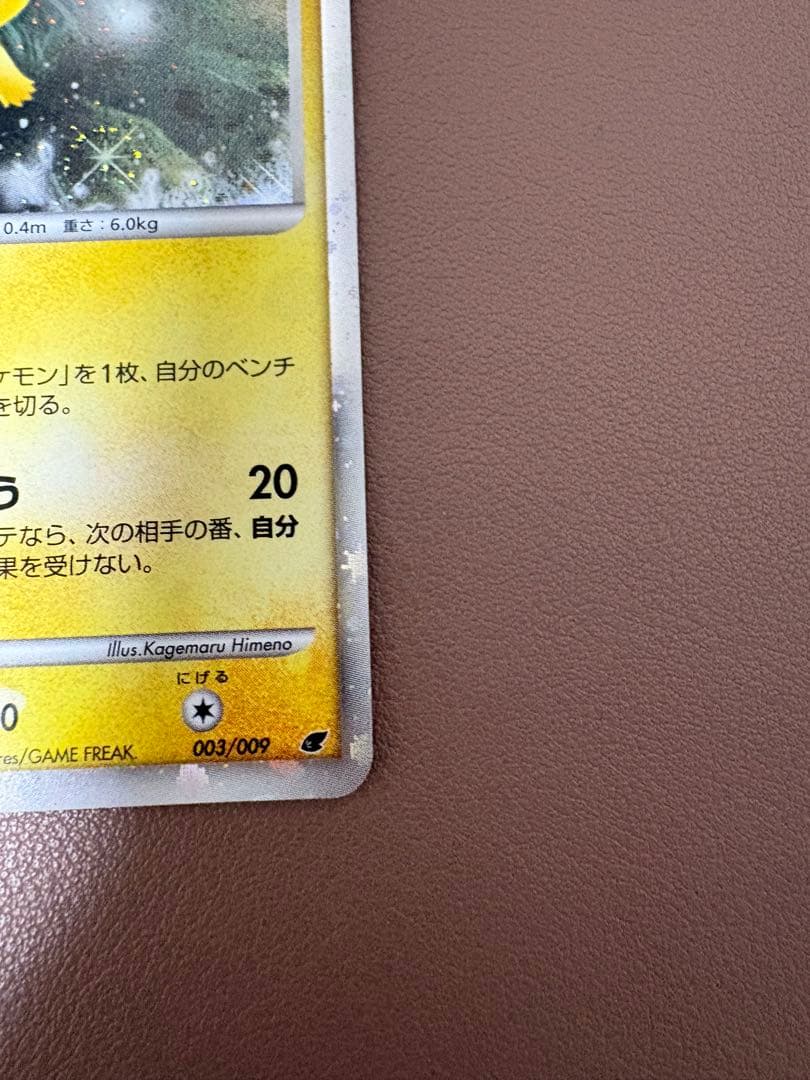 0.4m 重さ：6.0kg
ケモン」を1枚、自分のベンチ
を切る。
う 20
テなら、次の相手の番、自分
果を受けない。
Illus.Kagemaru Himeno
にげる
0
003/009
res/GAME FREAK.